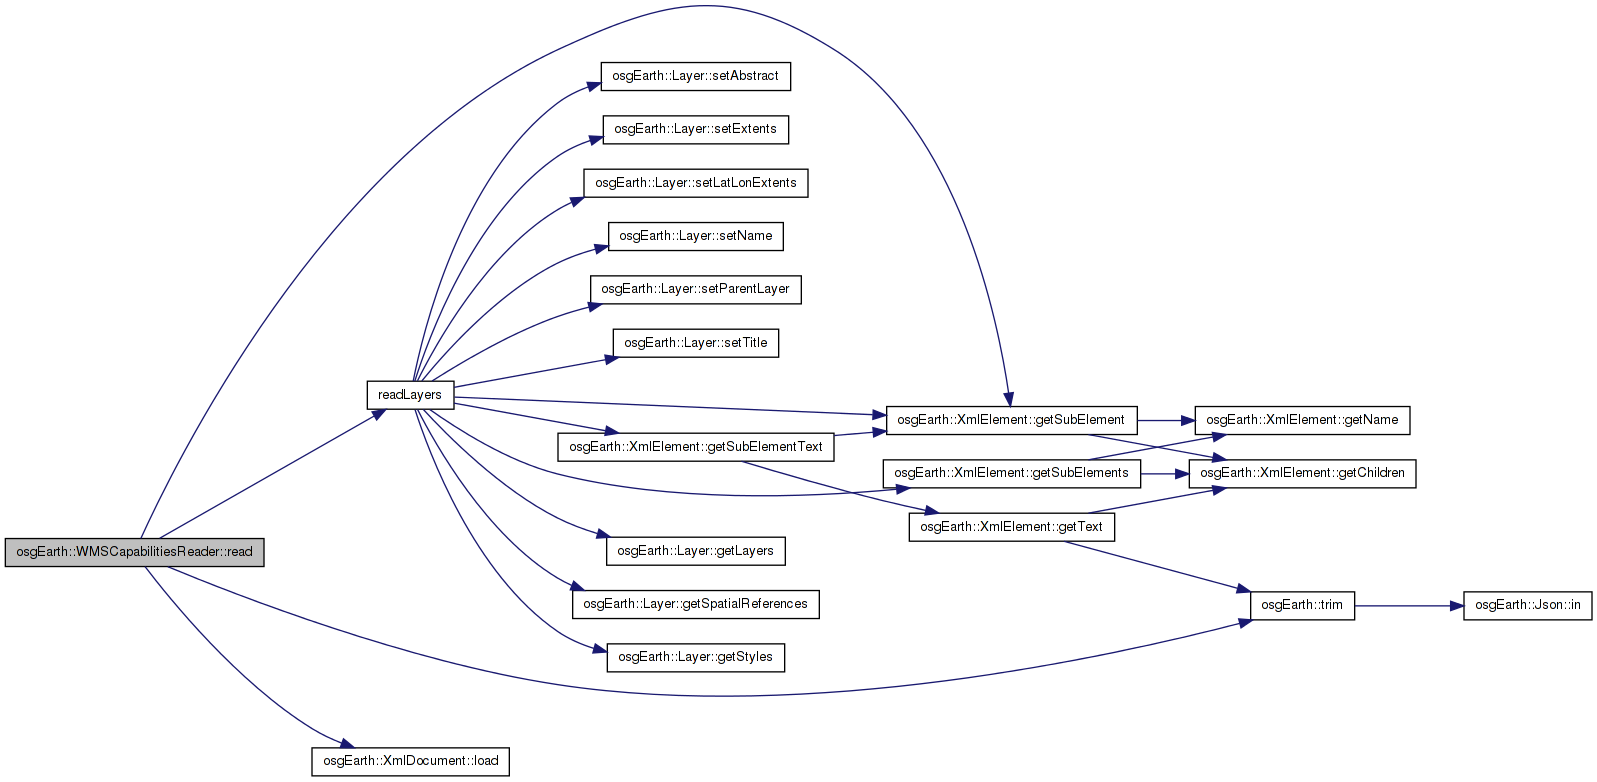 osgEarth::Layer::setAbstract
osgEarth::Layer::setExtents
osgEarth::Layer::setLatLonExtents
osgEarth::Layer::setName
osgEarth::Layer::setParentLayer
osgEarth::Layer::setTitle
readLayers
osgEarth::XmlElement::getSubElement
osgEarth::XmlElement::getName
osgEarth::XmlElement::getSubElementText
osgEarth::XmlElement::getSubElements
osgEarth::XmlElement::getChildren
osgEarth::XmlElement::getText
osgEarth::WMSCapabilitiesReader::read
osgEarth::Layer::getLayers
osgEarth::Layer::getSpatialReferences
osgEarth::trim
osgEarth::Json::in
osgEarth::Layer::getStyles
osgEarth::XmlDocument::load